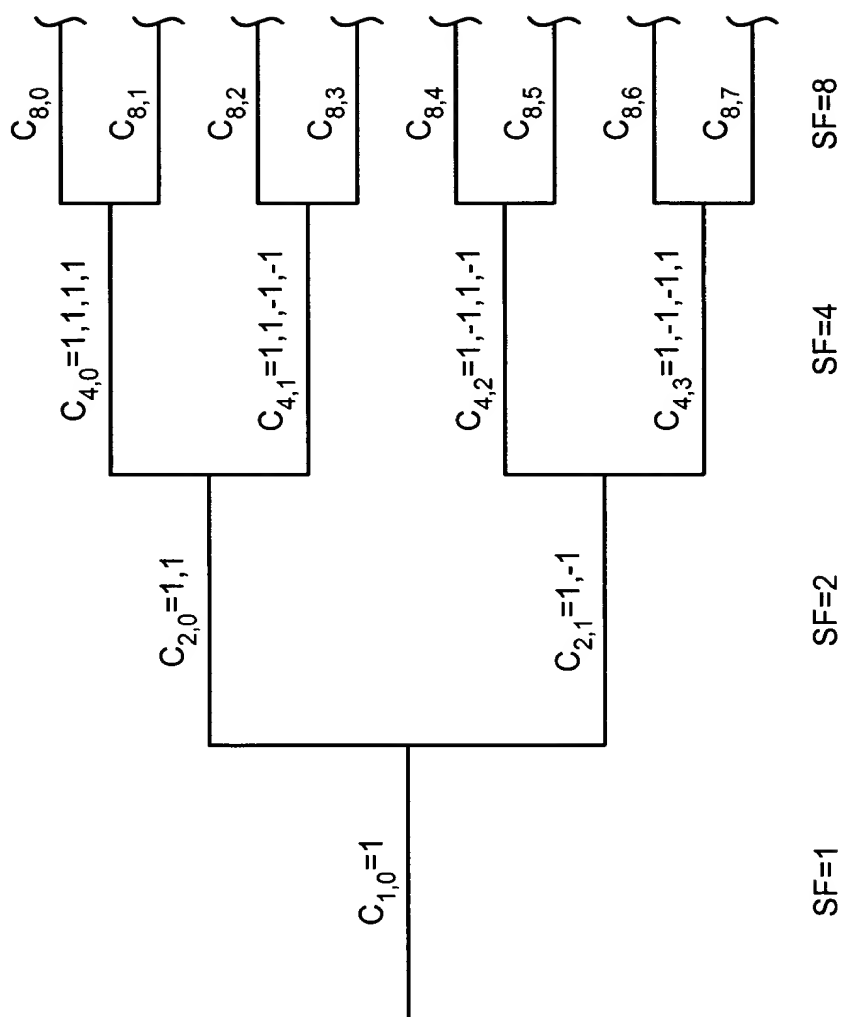 C1,0=1
C2,0=1,1
C2,1=1,-1
C4,0=1,1,1,1
C4,1=1,1,-1,-1
C4,2=1,-1,1,-1
C4,3=1,-1,-1,1
C8,0
C8,1
C8,2
C8,3
C8,4
C8,5
C8,6
C8,7
SF=1
SF=2
SF=4
SF=8